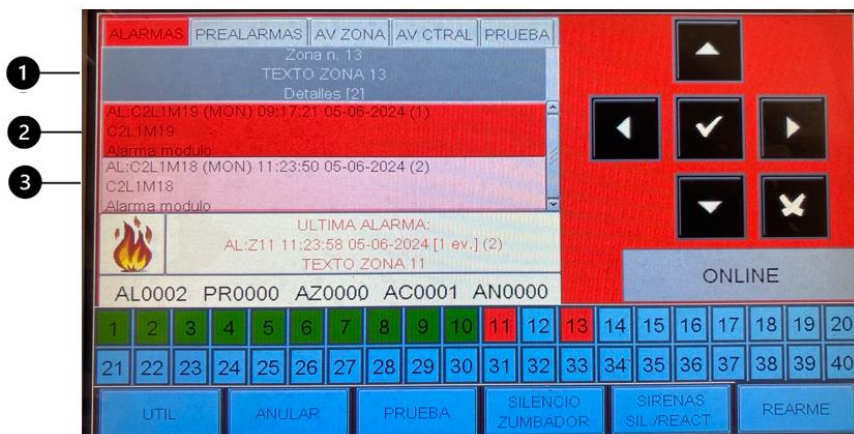 ALARMAS PREALARMAS AV ZONA AV CTRAL PRUEBA
1
Zona n. 13
TEXTO ZONA 13
Detalles [2]
2
AL:C2L1M19 (MON) 09:17:21 05-06-2024 (1)
C2L1M19
Alarma modulo
3
AL:C2L1M18 (MON) 11:23:50 05-06-2024 (2)
C2L1M18
Alarma modulo
ULTIMA ALARMA:
AL:Z11 11:23:58 05-06-2024 [1 ev.] (2)
TEXTO ZONA 11
ONLINE
AL0002 PR0000 AZ0000 AC0001 AN0000
1 2 3 4 5 6 7 8 9 10 11 12 13 14 15 16 17 18 19 20
21 22 23 24 25 26 27 28 29 30 31 32 33 34 35 36 37 38 39 40
UTIL ANULAR PRUEBA SILENCIO ZUMBADOR SIRENAS SIL./REACT. REARME